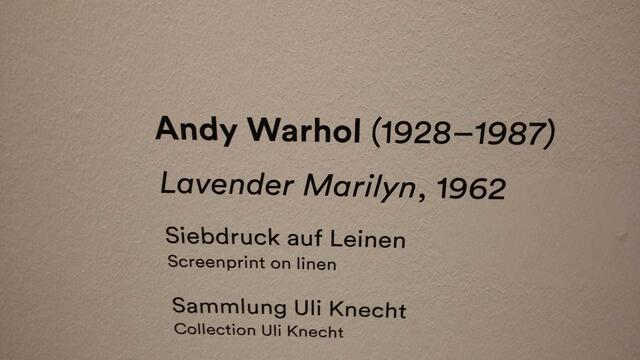 Andy Warhol (1928–1987)
Lavender Marilyn, 1962
Siebdruck auf Leinen
Screenprint on linen
Sammlung Uli Knecht
Collection Uli Knecht